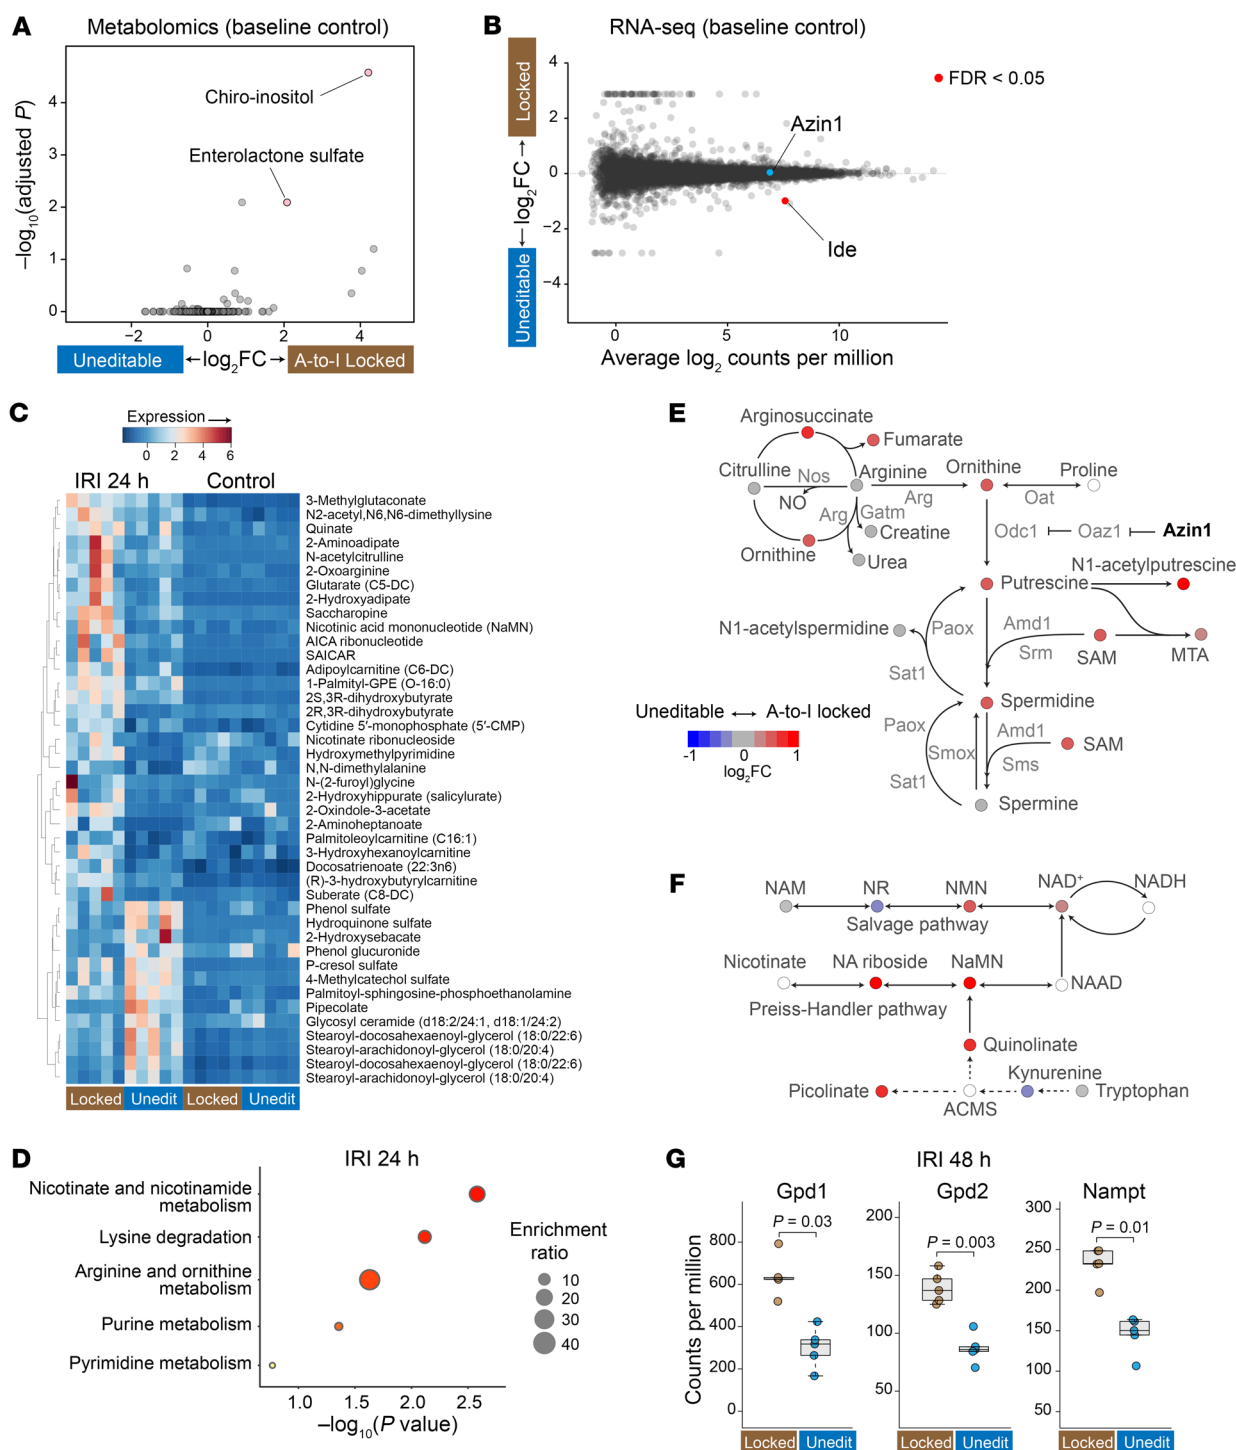 A
Metabolomics (baseline control)
Chiro-inositol
Enterolactone sulfate
–log10(adjusted P)
4
3
2
1
0
–2
0
2
4
Uneditable
log2FC
A-to-I Locked
B
RNA-seq (baseline control)
FDR < 0.05
Locked
log2FC
Uneditable
4
2
0
–2
–4
Azin1
Ide
0
5
10
Average log2 counts per million
C
Expression
0
2
4
6
IRI 24 h
Control
3-Methylglutaconate
N2-acetyl,N6,N6-dimethyllysine
Quinate
2-Aminoadipate
N-acetylcitrulline
2-Oxoarginine
Glutarate (C5-DC)
2-Hydroxyadipate
Saccharopine
Nicotinic acid mononucleotide (NaMN)
AICA ribonucleotide
SAICAR
Adipoylcarnitine (C6-DC)
1-Palmityl-GPE (O-16:0)
2S,3R-dihydroxybutyrate
2R,3R-dihydroxybutyrate
Cytidine 5′-monophosphate (5′-CMP)
Nicotinate ribonucleoside
Hydroxymethylpyrimidine
N,N-dimethylalanine
N-(2-furoyl)glycine
2-Hydroxyhippurate (salicylurate)
2-Oxindole-3-acetate
2-Aminoheptanoate
Palmitoleoylcarnitine (C16:1)
3-Hydroxyhexanoylcarnitine
Docosatrienoate (22:3n6)
(R)-3-hydroxybutyrylcarnitine
Suberate (C8-DC)
Phenol sulfate
Hydroquinone sulfate
2-Hydroxysebacate
Phenol glucuronide
P-cresol sulfate
4-Methylcatechol sulfate
Palmitoyl-sphingosine-phosphoethanolamine
Pipecolate
Glycosyl ceramide (d18:2/24:1, d18:1/24:2)
Stearoyl-docosahexaenoyl-glycerol (18:0/22:6)
Stearoyl-arachidonoyl-glycerol (18:0/20:4)
Stearoyl-docosahexaenoyl-glycerol (18:0/22:6)
Stearoyl-arachidonoyl-glycerol (18:0/20:4)
Locked
Unedit
Locked
Unedit
D
IRI 24 h
Nicotinate and nicotinamide
metabolism
Lysine degradation
Arginine and ornithine
metabolism
Purine metabolism
Pyrimidine metabolism
Enrichment
ratio
10
20
30
40
1.0
1.5
2.0
2.5
–log10(P value)
E
Arginosuccinate
Fumarate
Citrulline
Nos
Arginine
Ornithine
Proline
NO
Arg
Oat
Arg
Gatm
Creatine
Ornithine
Urea
Odc1
Oaz1
Azin1
N1-acetylputrescine
Putrescine
N1-acetylspermidine
Paox
Amd1
Srm
SAM
MTA
Sat1
Spermidine
Uneditable
A-to-I locked
-1
0
1
log2FC
Paox
Smox
Amd1
SAM
Sms
Sat1
Spermine
F
NAM
NR
NMN
NAD+
NADH
Salvage pathway
Nicotinate
NA riboside
NaMN
NAAD
Preiss-Handler pathway
Quinolinate
Kynurenine
Picolinate
ACMS
Tryptophan
G
IRI 48 h
Gpd1
Gpd2
Nampt
Counts per million
P = 0.03
800
600
400
200
0
Locked
Unedit
P = 0.003
200
150
100
50
Locked
Unedit
P = 0.01
300
250
200
150
100
50
Locked
Unedit